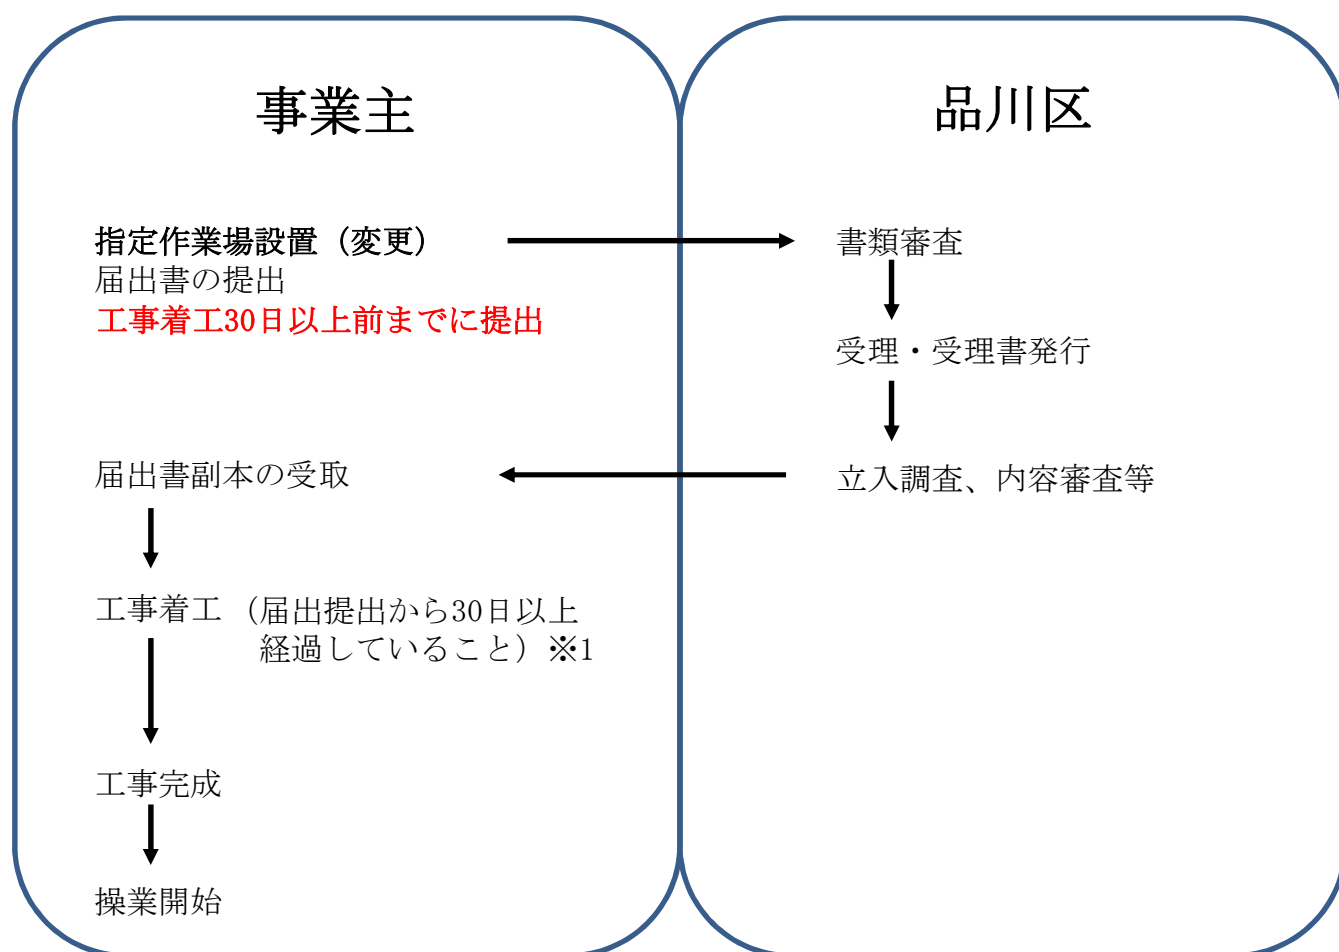 事業主
指定作業場設置（変更）
届出書の提出
工事着工30日以上前までに提出
届出書副本の受取
工事着工（届出提出から30日以上
経過していること）※1
工事完成
操業開始
品川区
書類審査
受理・受理書発行
立入調査、内容審査等